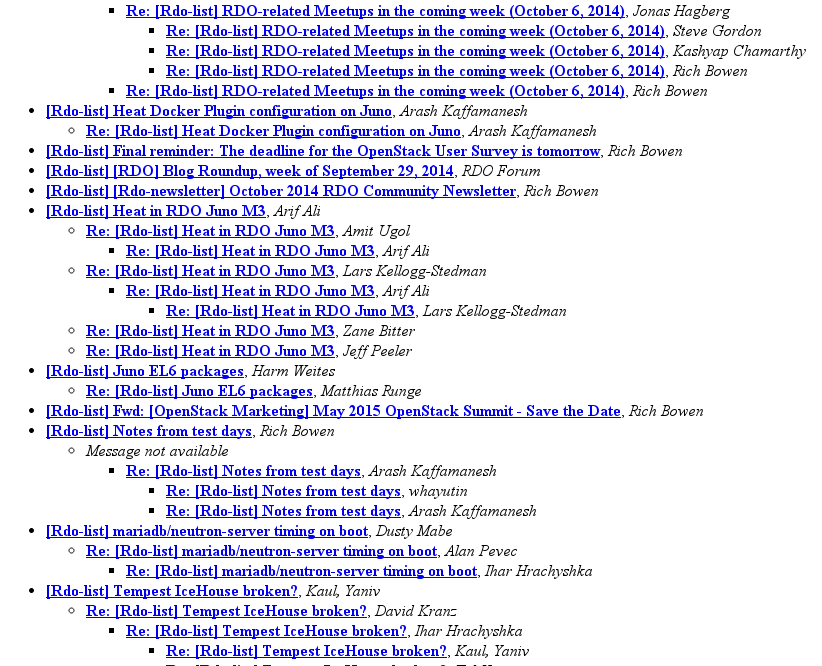 Re: [Rdo-list] RDO-related Meetups in the coming week (October 6, 2014), Jonas Hagberg
Re: [Rdo-list] RDO-related Meetups in the coming week (October 6, 2014), Steve Gordon
Re: [Rdo-list] RDO-related Meetups in the coming week (October 6, 2014), Kashyap Chamarthy
Re: [Rdo-list] RDO-related Meetups in the coming week (October 6, 2014), Rich Bowen
Re: [Rdo-list] RDO-related Meetups in the coming week (October 6, 2014), Rich Bowen
[Rdo-list] Heat Docker Plugin configuration on Juno, Arash Kaffamanesh
Re: [Rdo-list] Heat Docker Plugin configuration on Juno, Arash Kaffamanesh
[Rdo-list] Final reminder: The deadline for the OpenStack User Survey is tomorrow, Rich Bowen
[Rdo-list] [RDO] Blog Roundup, week of September 29, 2014, RDO Forum
[Rdo-list] [Rdo-newsletter] October 2014 RDO Community Newsletter, Rich Bowen
[Rdo-list] Heat in RDO Juno M3, Arif Ali
Re: [Rdo-list] Heat in RDO Juno M3, Amit Ugol
Re: [Rdo-list] Heat in RDO Juno M3, Arif Ali
Re: [Rdo-list] Heat in RDO Juno M3, Lars Kellogg-Stedman
Re: [Rdo-list] Heat in RDO Juno M3, Arif Ali
Re: [Rdo-list] Heat in RDO Juno M3, Lars Kellogg-Stedman
Re: [Rdo-list] Heat in RDO Juno M3, Zane Bitter
Re: [Rdo-list] Heat in RDO Juno M3, Jeff Peeler
[Rdo-list] Juno EL6 packages, Harm Weites
Re: [Rdo-list] Juno EL6 packages, Matthias Runge
[Rdo-list] Fwd: [OpenStack Marketing] May 2015 OpenStack Summit - Save the Date, Rich Bowen
[Rdo-list] Notes from test days, Rich Bowen
Message not available
Re: [Rdo-list] Notes from test days, Arash Kaffamanesh
Re: [Rdo-list] Notes from test days, whayutin
Re: [Rdo-list] Notes from test days, Arash Kaffamanesh
[Rdo-list] mariadb/neutron-server timing on boot, Dusty Mabe
Re: [Rdo-list] mariadb/neutron-server timing on boot, Alan Pevec
Re: [Rdo-list] mariadb/neutron-server timing on boot, Ihar Hrachyshka
[Rdo-list] Tempest IceHouse broken?, Kaul, Yaniv
Re: [Rdo-list] Tempest IceHouse broken?, David Kranz
Re: [Rdo-list] Tempest IceHouse broken?, Ihar Hrachyshka
Re: [Rdo-list] Tempest IceHouse broken?, Kaul, Yaniv